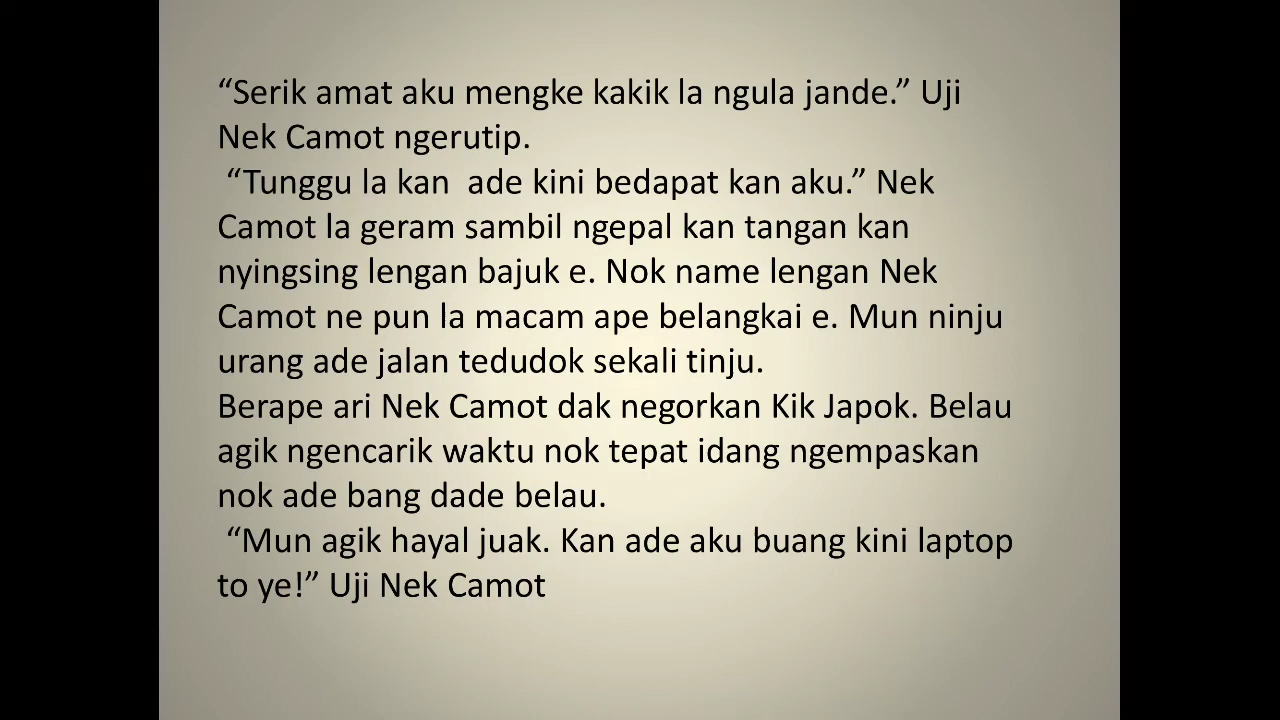 “Serik amat aku mengke kakik la ngula jande.” Uji
Nek Camot ngerutip.
“Tunggu la kan  ade kini bedapat kan aku.” Nek
Camot la geram sambil ngepal kan tangan kan
nyingsing lengan bajuk e. Nok name lengan Nek
Camot ne pun la macam ape belangkai e. Mun ninju
urang ade jalan tedudok sekali tinju.
Berape ari Nek Camot dak negorkan Kik Japok. Belau
agik ngencarik waktu nok tepat idang ngempaskan
nok ade bang dade belau.
“Mun agik hayal juak. Kan ade aku buang kini laptop
to ye!” Uji Nek Camot